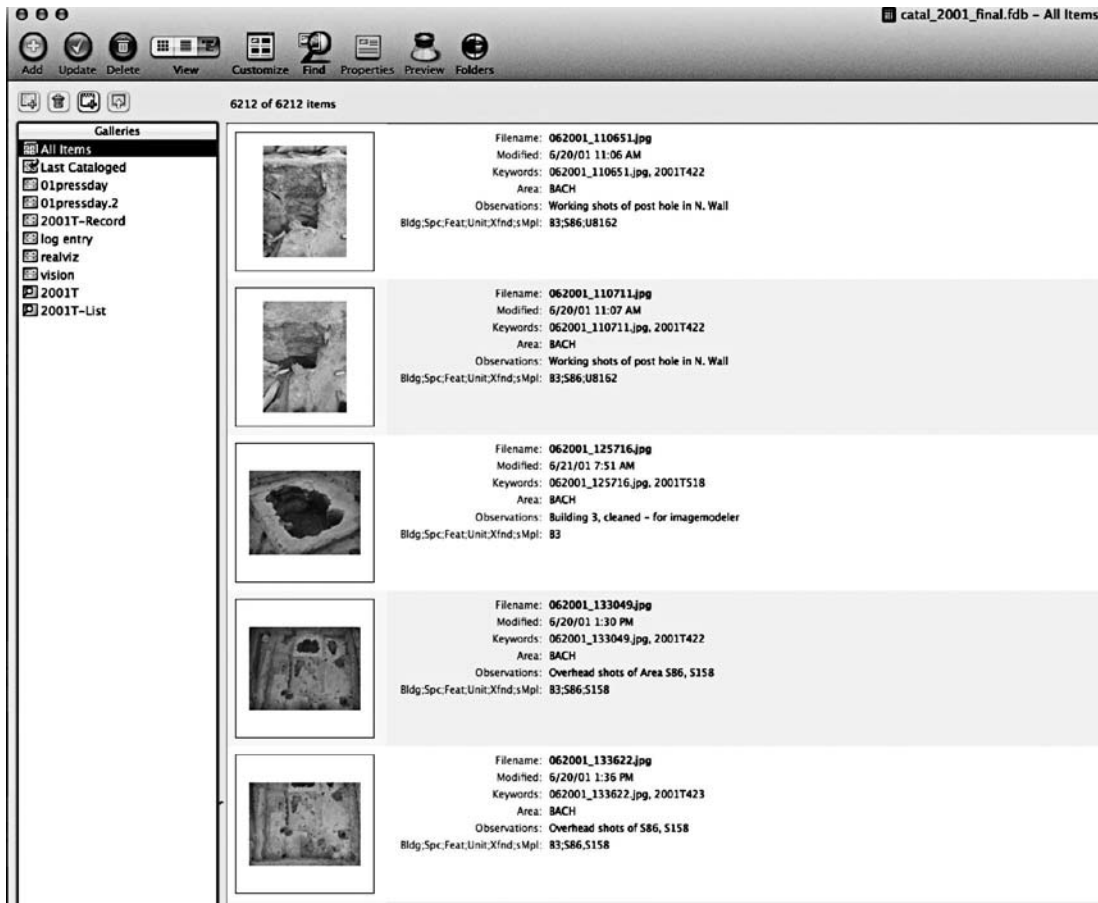 catal_2001_final.fdb – All Items
Add Update Delete View Customize Find Properties Preview Folders
6212 of 6212 items
Galleries
All Items
Last Cataloged
01pressday
01pressday.2
2001T-Record
log entry
realviz
vision
2001T
2001T-List
Filename: 062001_110651.jpg
Modified: 6/20/01 11:06 AM
Keywords: 062001_110651.jpg, 2001T422
Area: BACH
Observations: Working shots of post hole in N. Wall
Bldg;Spc;Feat;Unit;Xfnd;sMpl: B3;S86;U8162
Filename: 062001_110711.jpg
Modified: 6/20/01 11:07 AM
Keywords: 062001_110711.jpg, 2001T422
Area: BACH
Observations: Working shots of post hole in N. Wall
Bldg;Spc;Feat;Unit;Xfnd;sMpl: B3;S86;U8162
Filename: 062001_125716.jpg
Modified: 6/21/01 7:51 AM
Keywords: 062001_125716.jpg, 2001T518
Area: BACH
Observations: Building 3, cleaned – for imagemodeler
Bldg;Spc;Feat;Unit;Xfnd;sMpl: B3
Filename: 062001_133049.jpg
Modified: 6/20/01 1:30 PM
Keywords: 062001_133049.jpg, 2001T422
Area: BACH
Observations: Overhead shots of Area S86, S158
Bldg;Spc;Feat;Unit;Xfnd;sMpl: B3;S86,S158
Filename: 062001_133622.jpg
Modified: 6/20/01 1:36 PM
Keywords: 062001_133622.jpg, 2001T423
Area: BACH
Observations: Overhead shots of S86, S158
Bldg;Spc;Feat;Unit;Xfnd;sMpl: B3;S86,S158